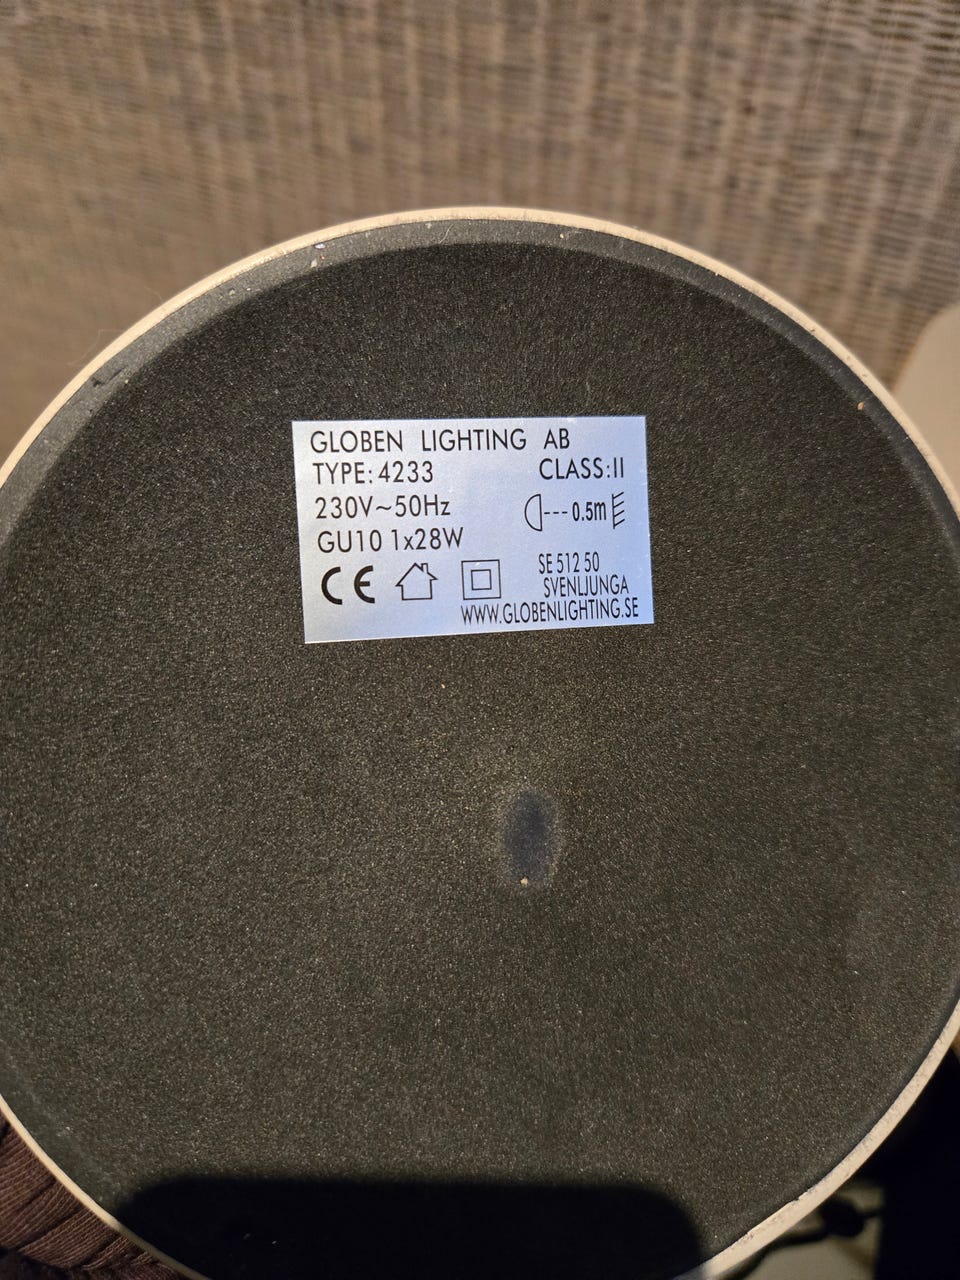 GLOBEN LIGHTING AB
TYPE: 4233 CLASS: II
230V~50Hz 0.5m
GU10 1x28W
CE
SE 512 50
SVENLJUNGA
WWW.GLOBENLIGHTING.SE